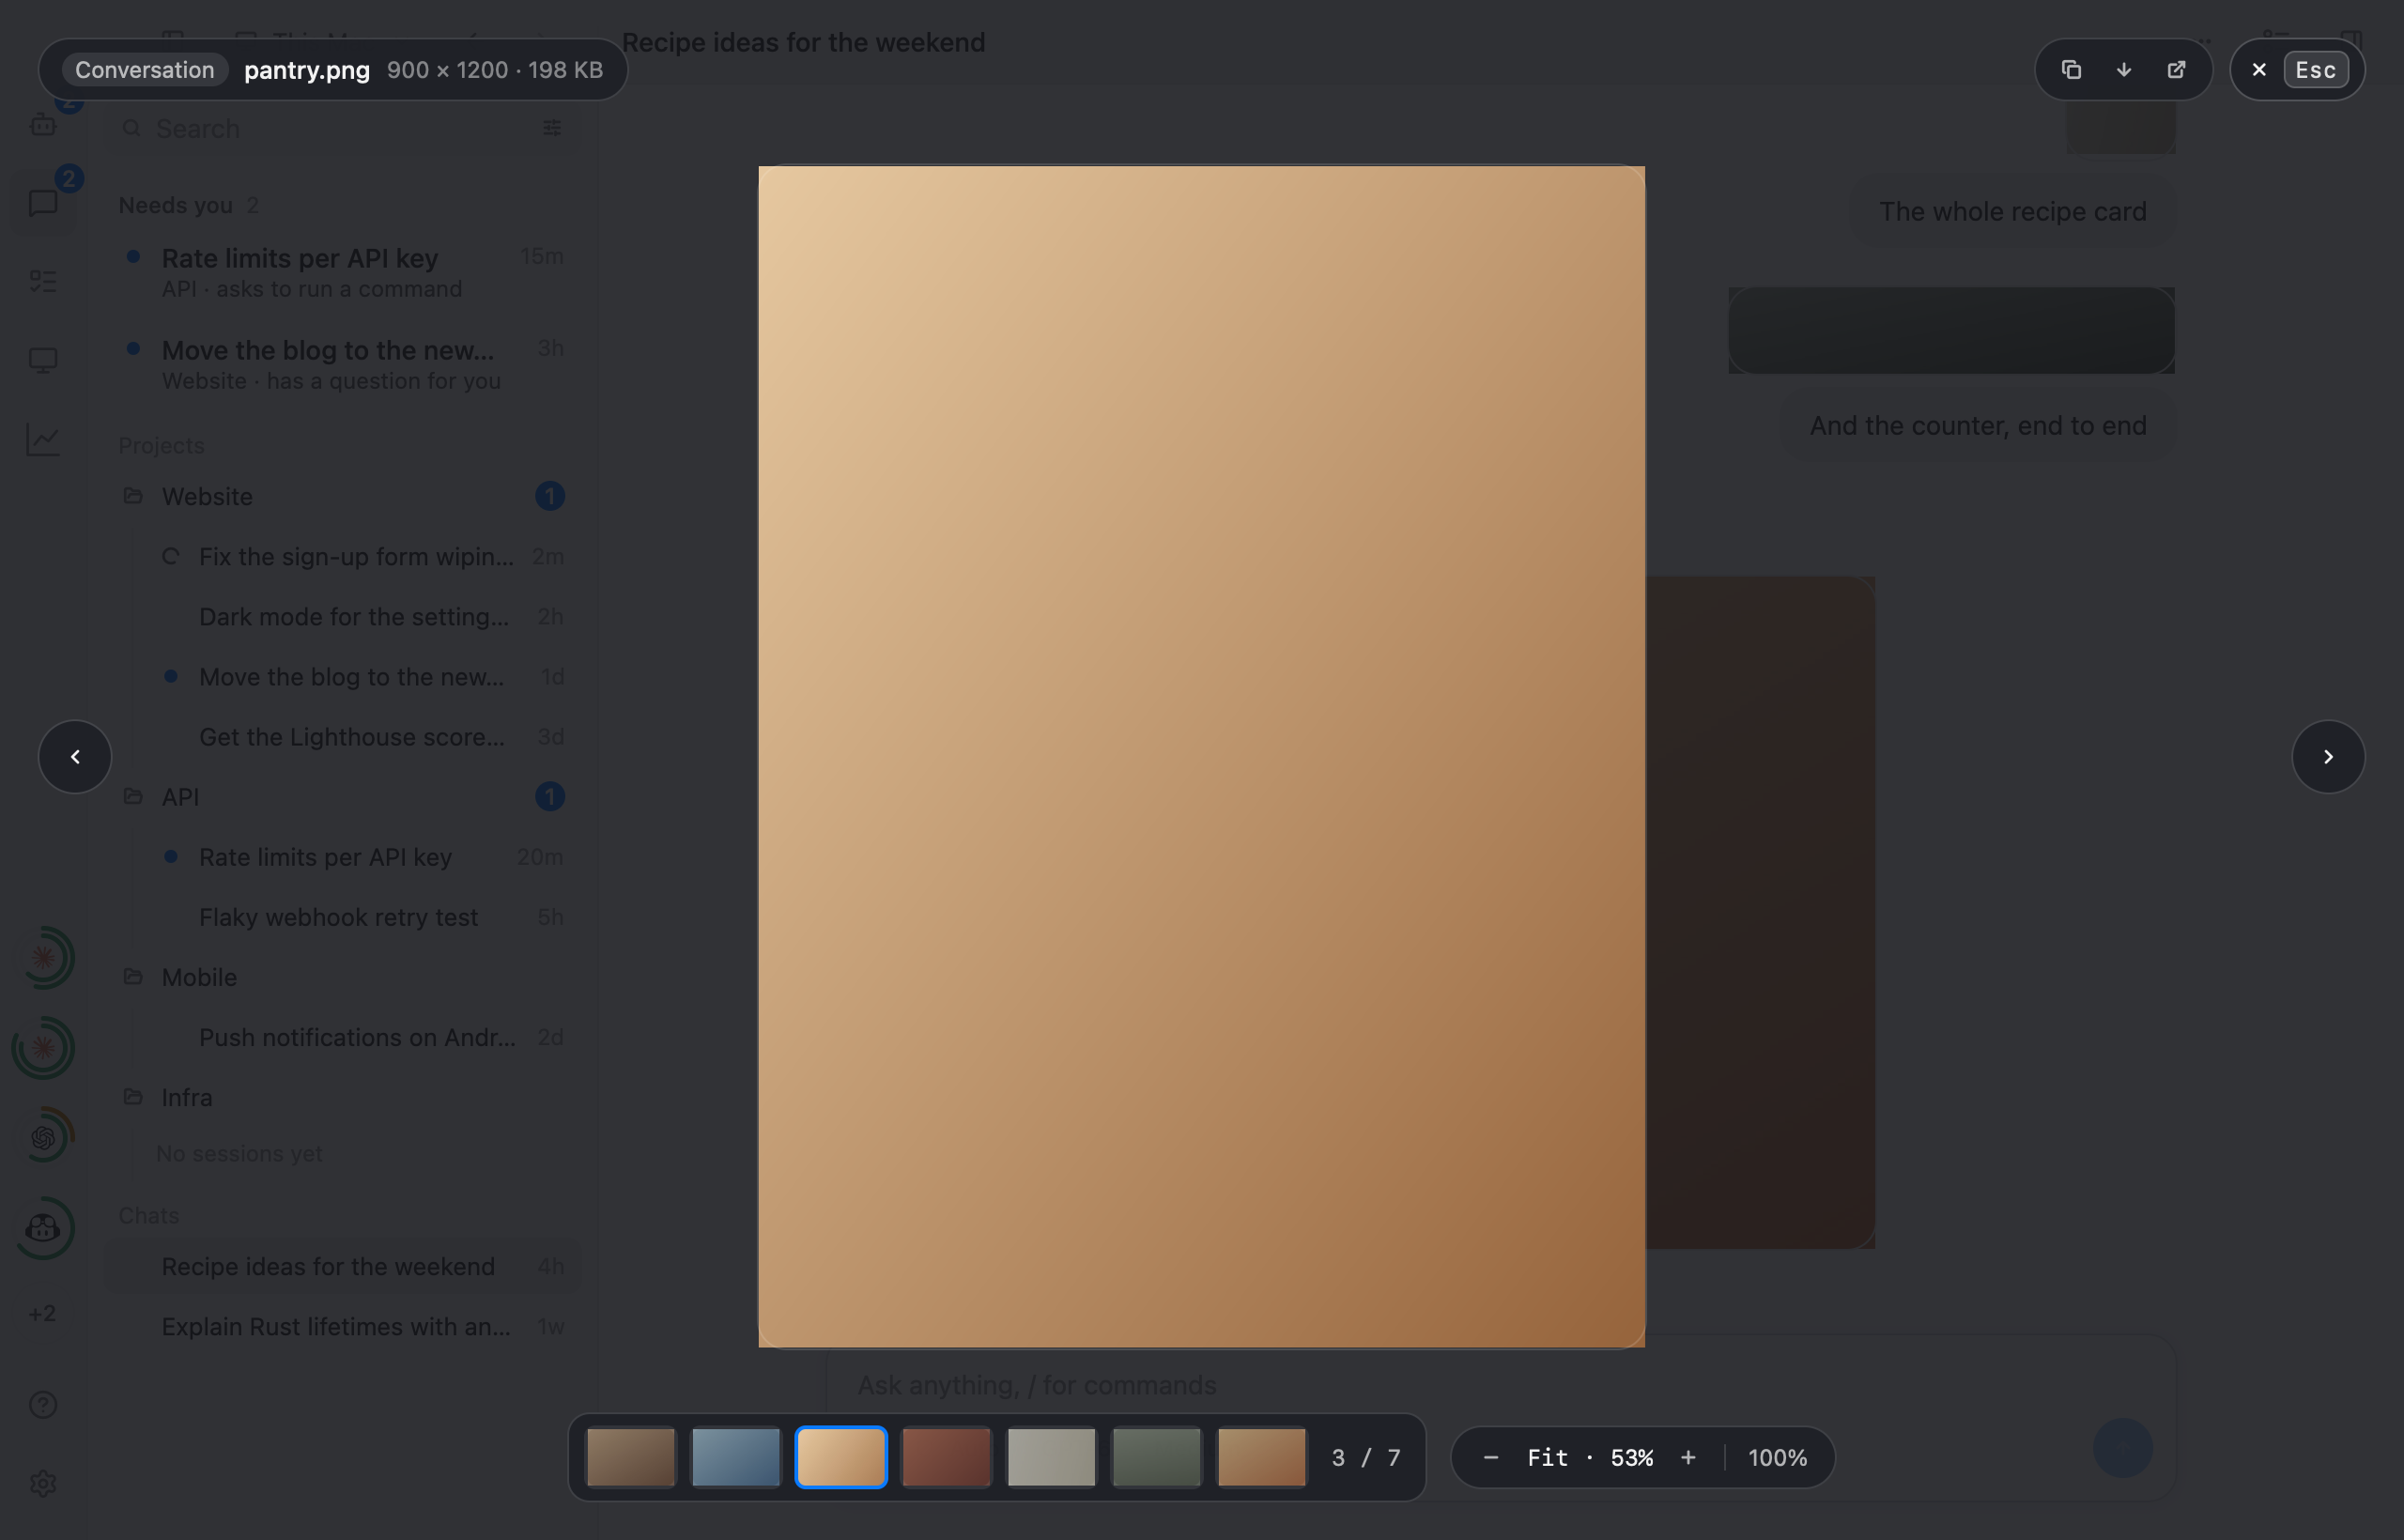 Recipe ideas for the weekend
Conversation pantry.png 900 × 1200 · 198 KB
Esc
2
Search
2
Needs you 2
Rate limits per API key 15m
API · asks to run a command
Move the blog to the new... 3h
Website · has a question for you
Projects
Website 1
Fix the sign-up form wipin... 2m
Dark mode for the setting... 2h
Move the blog to the new... 1d
Get the Lighthouse score... 3d
API 1
Rate limits per API key 20m
Flaky webhook retry test 5h
Mobile
Push notifications on Andr... 2d
Infra
No sessions yet
Chats
Recipe ideas for the weekend 4h
Explain Rust lifetimes with an... 1w
+2
The whole recipe card
And the counter, end to end
Ask anything, / for commands
3 / 7
Fit · 53%
100%